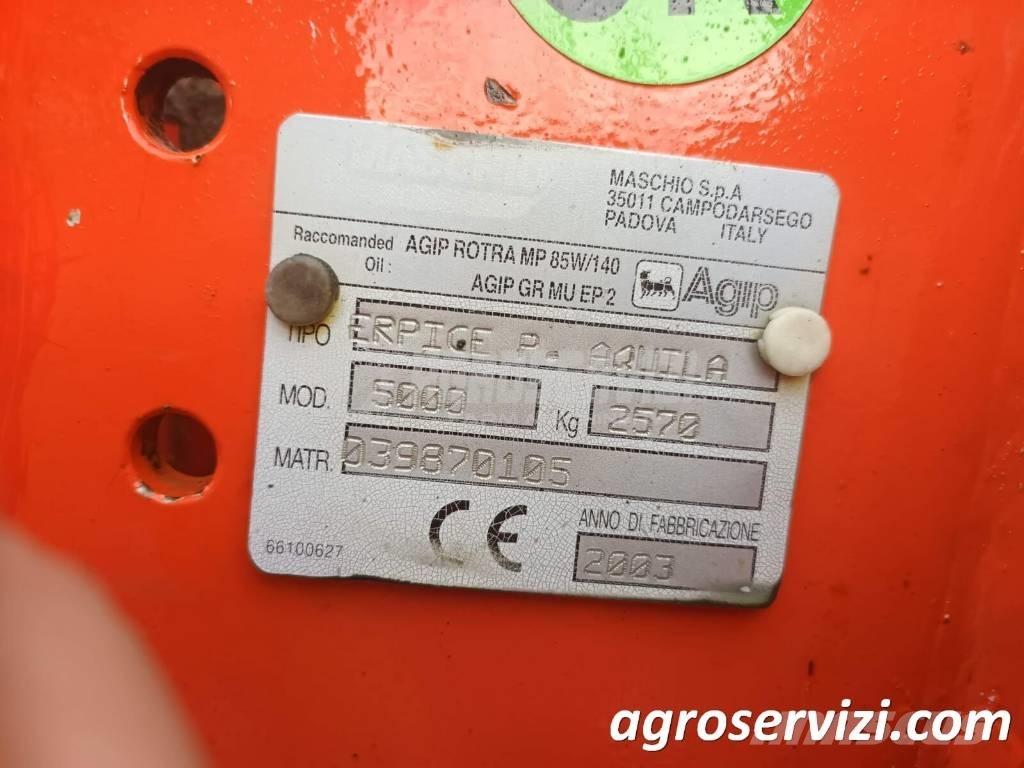 MASCHIO S.p.A
35011 CAMPODARSEGO
PADOVA ITALY
Raccomanded Oil: AGIP ROTRA MP 85W/140
AGIP GR MU EP 2
Agip
TIPO ERPICE P. AQUILA
MOD. 5000 Kg 2570
MATR. 039870105
CE
ANNO DI FABBRICAZIONE
66100627
2003
agroservizi.com